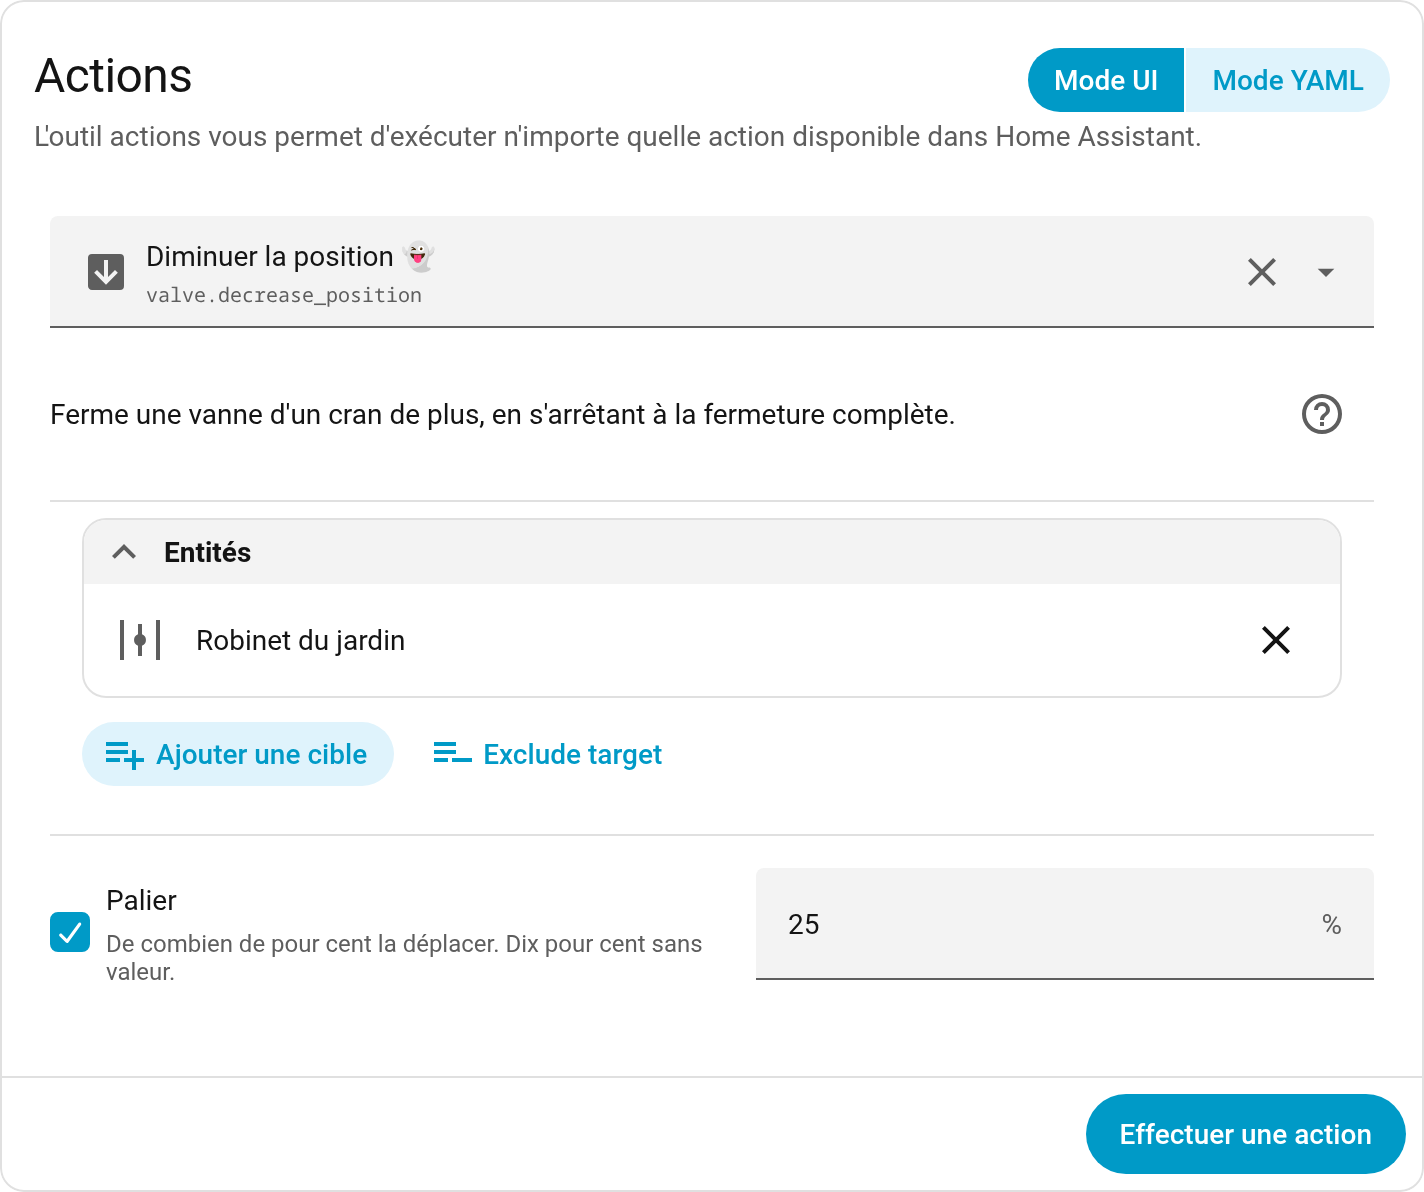 Actions
Mode UI
Mode YAML
L'outil actions vous permet d'exécuter n'importe quelle action disponible dans Home Assistant.
Diminuer la position 👻
valve.decrease_position
Ferme une vanne d'un cran de plus, en s'arrêtant à la fermeture complète.
Entités
Robinet du jardin
Ajouter une cible
Exclude target
Palier
De combien de pour cent la déplacer. Dix pour cent sans
valeur.
25
%
Effectuer une action